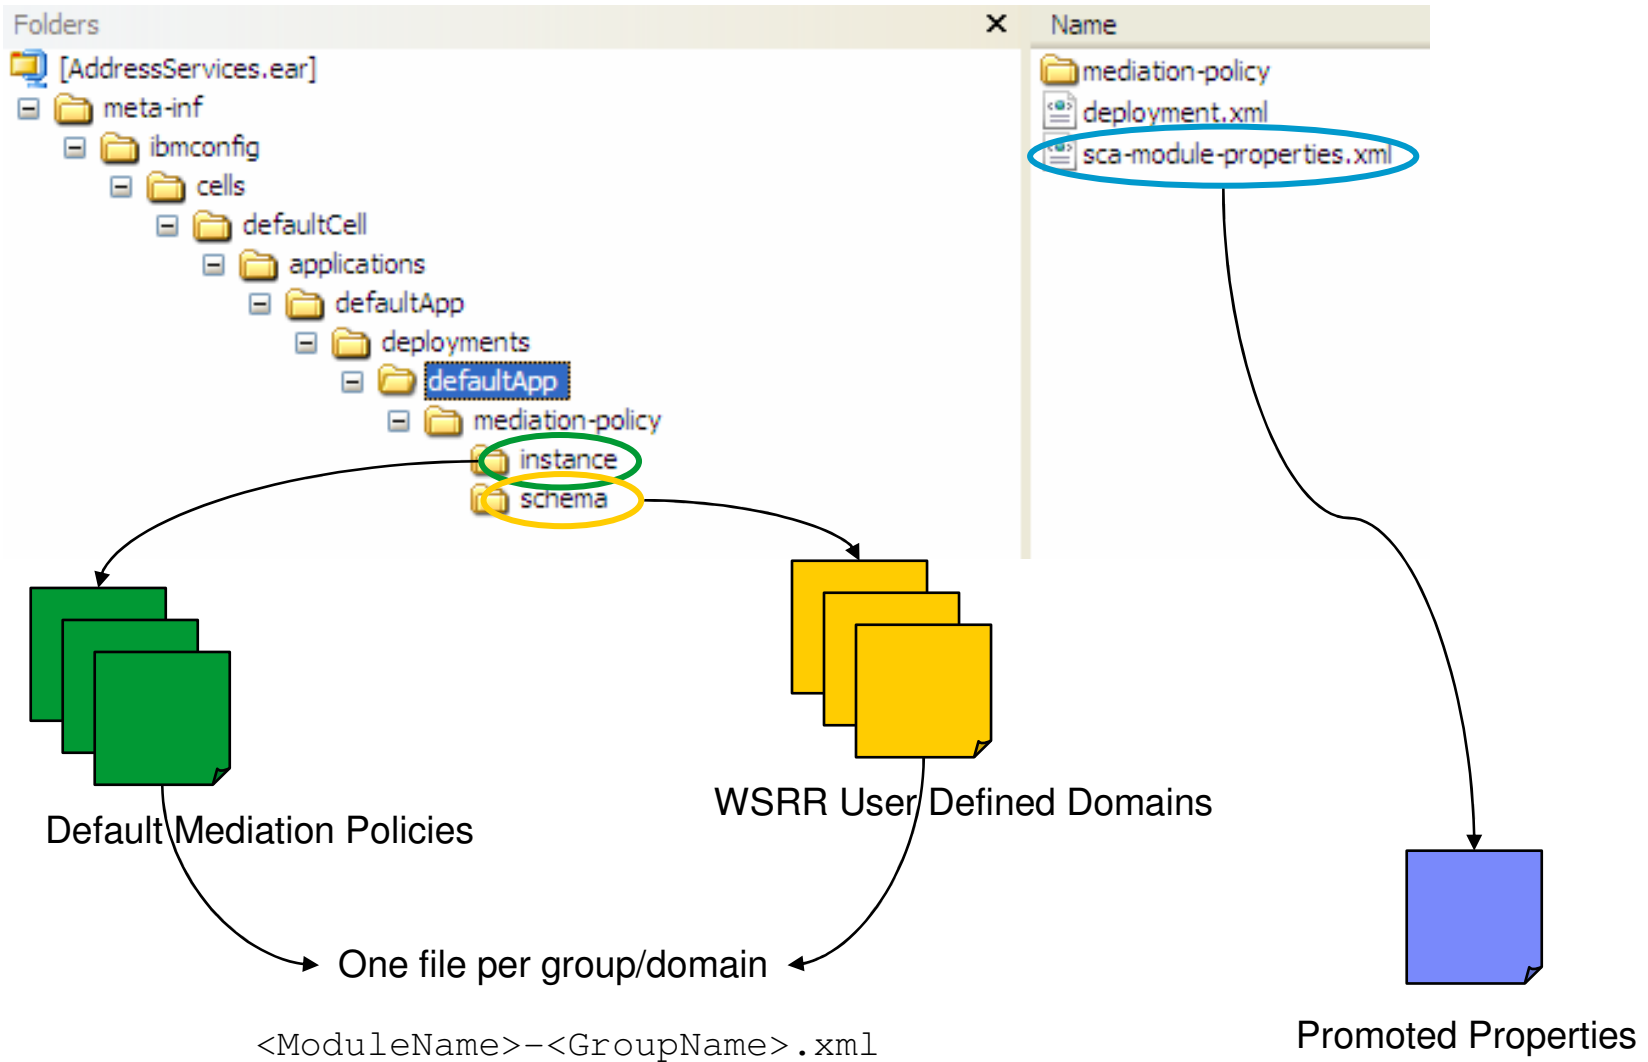 Folders
[AddressServices.ear]
meta-inf
ibmconfig
cells
defaultCell
applications
defaultApp
deployments
defaultApp
mediation-policy
instance
schema
Name
mediation-policy
deployment.xml
sca-module-properties.xml
Default Mediation Policies
WSRR User Defined Domains
One file per group/domain
<ModuleName>-<GroupName>.xml
Promoted Properties